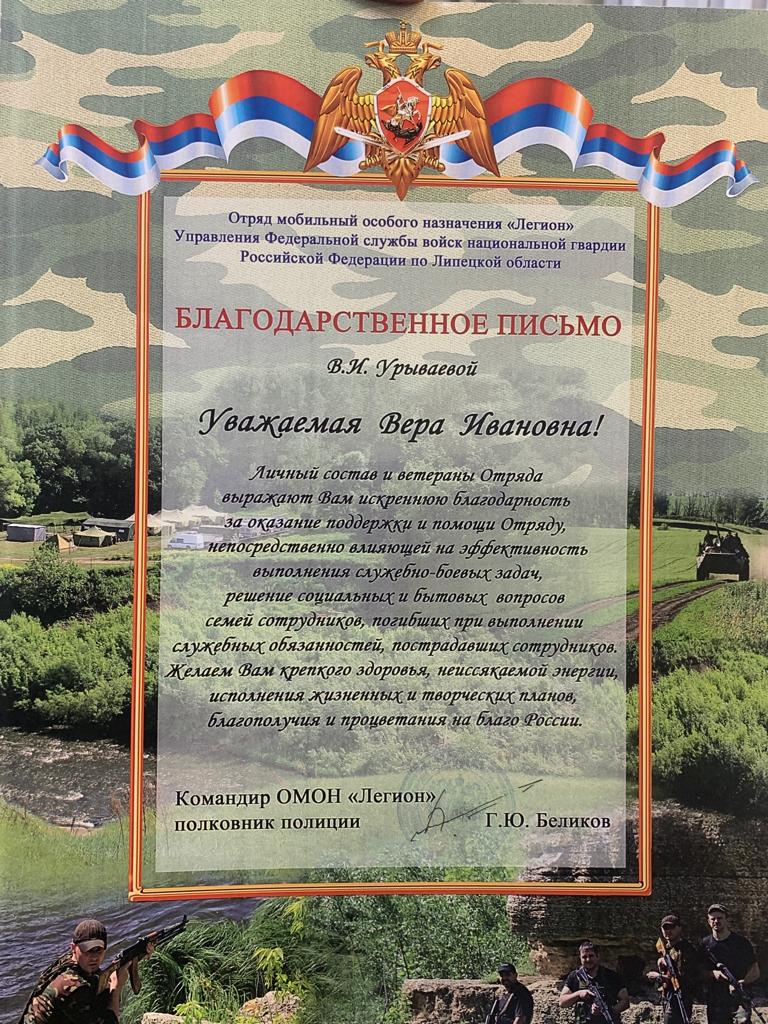 Отряд мобильный особого назначения «Легион»
Управления Федеральной службы войск национальной гвардии
Российской Федерации по Липецкой области
БЛАГОДАРСТВЕННОЕ ПИСЬМО
В.И. Урываевой
Уважаемая Вера Ивановна!
Личный состав и ветераны Отряда
выражают Вам искреннюю благодарность
за оказание поддержки и помощи Отряду,
непосредственно влияющей на эффективность
выполнения служебно-боевых задач,
решение социальных и бытовых вопросов
семей сотрудников, погибших при выполнении
служебных обязанностей, пострадавших сотрудников.
Желаем Вам крепкого здоровья, неиссякаемой энергии,
исполнения жизненных и творческих планов,
благополучия и процветания на благо России.
Командир ОМОН «Легион»
полковник полиции Г.Ю. Беликов